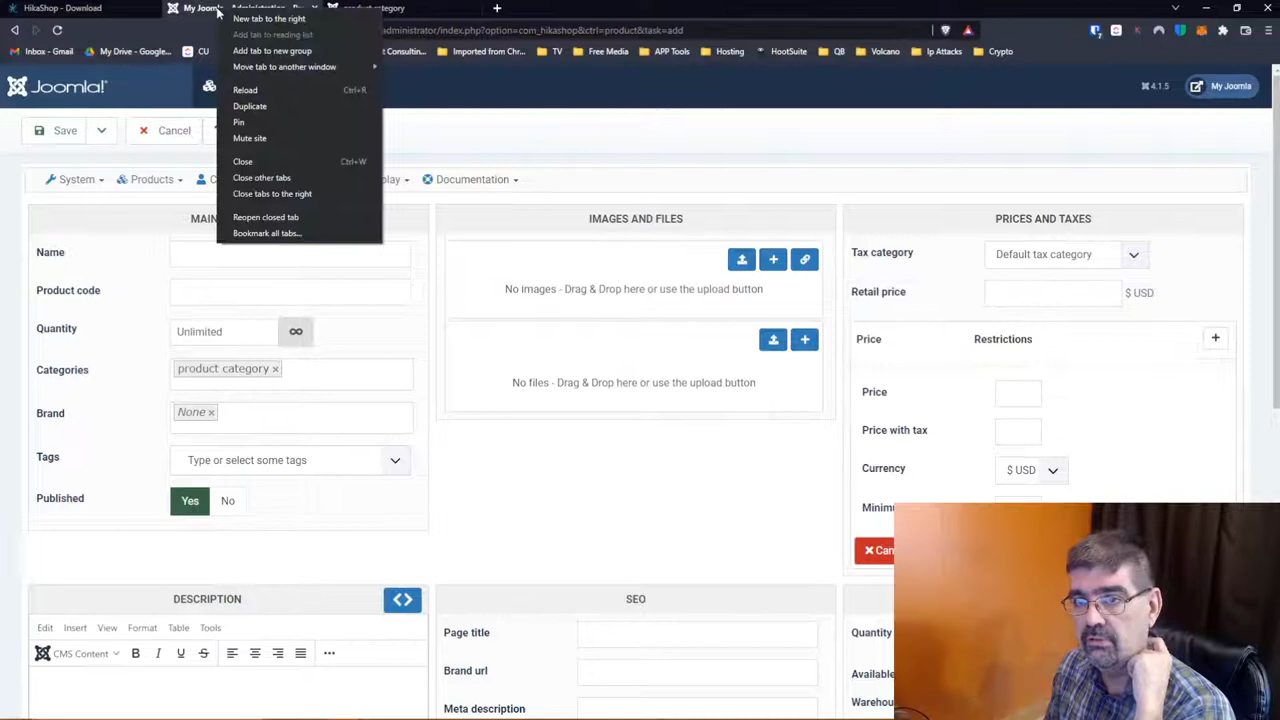 HikaShop - Download
My Joomla
Administration
product category
New tab to the right
Add tab to reading list
Add tab to new group
Move tab to another window
Reload Ctrl+R
Duplicate
Pin
Mute site
Close Ctrl+W
Close other tabs
Close tabs to the right
Reopen closed tab
Bookmark all tabs...
administrator/index.php?option=com_hikashop&ctrl=product&task=add
Inbox - Gmail
My Drive - Google...
CU
Consulting...
Imported from Chr...
TV
Free Media
APP Tools
Hosting
HootSuite
QB
Volcano
Ip Attacks
Crypto
Joomla!
4.1.5
My Joomla
Save
Cancel
System
Products
Documentation
Name
Product code
Quantity
Unlimited
∞
Categories
product category ×
Brand
None ×
Tags
Type or select some tags
Published
Yes
No
IMAGES AND FILES
No images - Drag & Drop here or use the upload button
No files - Drag & Drop here or use the upload button
PRICES AND TAXES
Tax category
Default tax category
Retail price
$ USD
Price
Restrictions
Price
Price with tax
Currency
$ USD
DESCRIPTION
Edit Insert View Format Table Tools
CMS Content
B I U S
SEO
Page title
Brand url
Meta description
Quantity